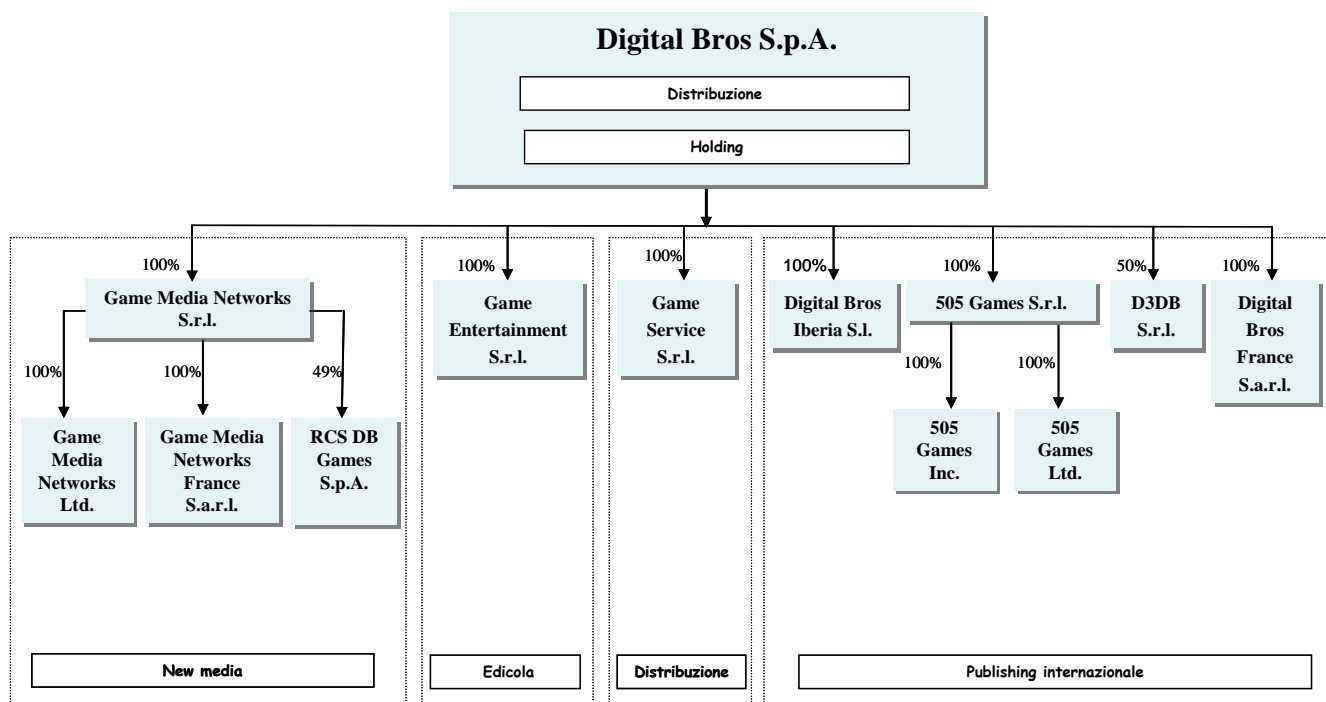 Digital Bros S.p.A.
Distribuzione
Holding
100%
Game Media Networks
S.r.l.
100%
100%
49%
Game
Media
Networks
Ltd.
Game Media
Networks
France
S.a.r.l.
RCS DB
Games
S.p.A.
New media
100%
Game
Entertainment
S.r.l.
Edicola
100%
Game
Service
S.r.l.
Distribuzione
100%
Digital Bros
Iberia S.l.
100%
505 Games S.r.l.
100%
100%
505
Games
Inc.
505
Games
Ltd.
50%
D3DB
S.r.l.
100%
Digital
Bros
France
S.a.r.l.
Publishing internazionale